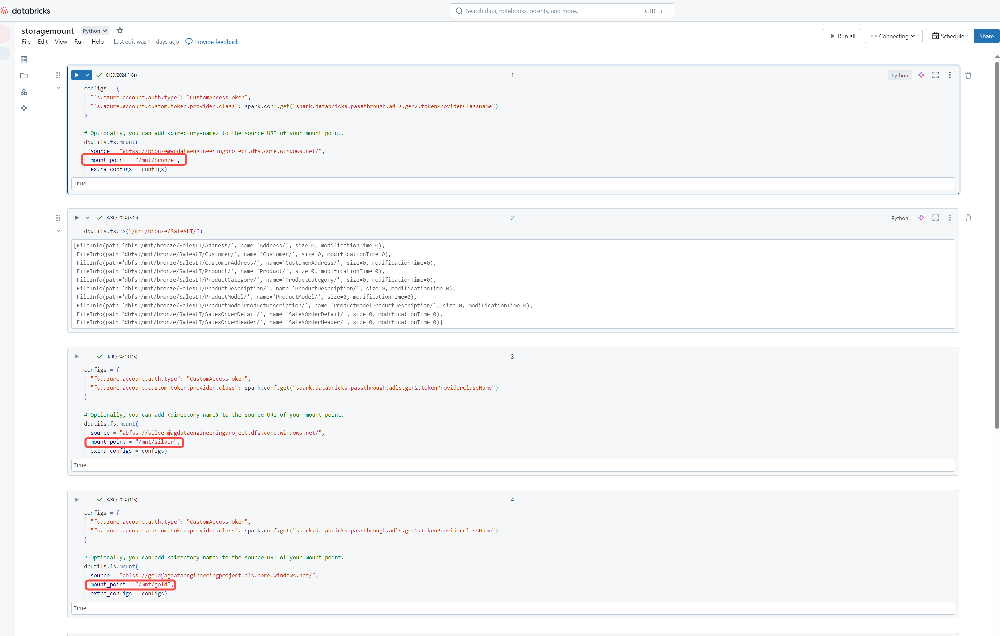 databricks
Search data, notebooks, recents, and more...
CTRL + P
storagemount
Python
File Edit View Run Help Last edit was 11 days ago Provide feedback
Run all
Connecting
Schedule
Share
8/30/2024 (16s)
1
Python
configs = {
"fs.azure.account.auth.type": "CustomAccessToken",
"fs.azure.account.custom.token.provider.class": spark.conf.get("spark.databricks.passthrough.adls.gen2.tokenProviderClassName")
}
# Optionally, you can add <directory-name> to the source URI of your mount point.
dbutils.fs.mount(
source = "abfss://bronze@agdataengineeringproject.dfs.core.windows.net/",
mount_point = "/mnt/bronze",
extra_configs = configs)
True
8/30/2024 (<1s)
2
Python
dbutils.fs.ls("/mnt/bronze/SalesLT/")
[FileInfo(path='dbfs:/mnt/bronze/SalesLT/Address/', name='Address/', size=0, modificationTime=0),
FileInfo(path='dbfs:/mnt/bronze/SalesLT/Customer/', name='Customer/', size=0, modificationTime=0),
FileInfo(path='dbfs:/mnt/bronze/SalesLT/CustomerAddress/', name='CustomerAddress/', size=0, modificationTime=0),
FileInfo(path='dbfs:/mnt/bronze/SalesLT/Product/', name='Product/', size=0, modificationTime=0),
FileInfo(path='dbfs:/mnt/bronze/SalesLT/ProductCategory/', name='ProductCategory/', size=0, modificationTime=0),
FileInfo(path='dbfs:/mnt/bronze/SalesLT/ProductDescription/', name='ProductDescription/', size=0, modificationTime=0),
FileInfo(path='dbfs:/mnt/bronze/SalesLT/ProductModel/', name='ProductModel/', size=0, modificationTime=0),
FileInfo(path='dbfs:/mnt/bronze/SalesLT/ProductModelProductDescription/', name='ProductModelProductDescription/', size=0, modificationTime=0),
FileInfo(path='dbfs:/mnt/bronze/SalesLT/SalesOrderDetail/', name='SalesOrderDetail/', size=0, modificationTime=0),
FileInfo(path='dbfs:/mnt/bronze/SalesLT/SalesOrderHeader/', name='SalesOrderHeader/', size=0, modificationTime=0)]
8/30/2024 (11s)
3
configs = {
"fs.azure.account.auth.type": "CustomAccessToken",
"fs.azure.account.custom.token.provider.class": spark.conf.get("spark.databricks.passthrough.adls.gen2.tokenProviderClassName")
}
# Optionally, you can add <directory-name> to the source URI of your mount point.
dbutils.fs.mount(
source = "abfss://silver@agdataengineeringproject.dfs.core.windows.net/",
mount_point = "/mnt/silver",
extra_configs = configs)
True
8/30/2024 (11s)
4
configs = {
"fs.azure.account.auth.type": "CustomAccessToken",
"fs.azure.account.custom.token.provider.class": spark.conf.get("spark.databricks.passthrough.adls.gen2.tokenProviderClassName")
}
# Optionally, you can add <directory-name> to the source URI of your mount point.
dbutils.fs.mount(
source = "abfss://gold@agdataengineeringproject.dfs.core.windows.net/",
mount_point = "/mnt/gold",
extra_configs = configs)
True